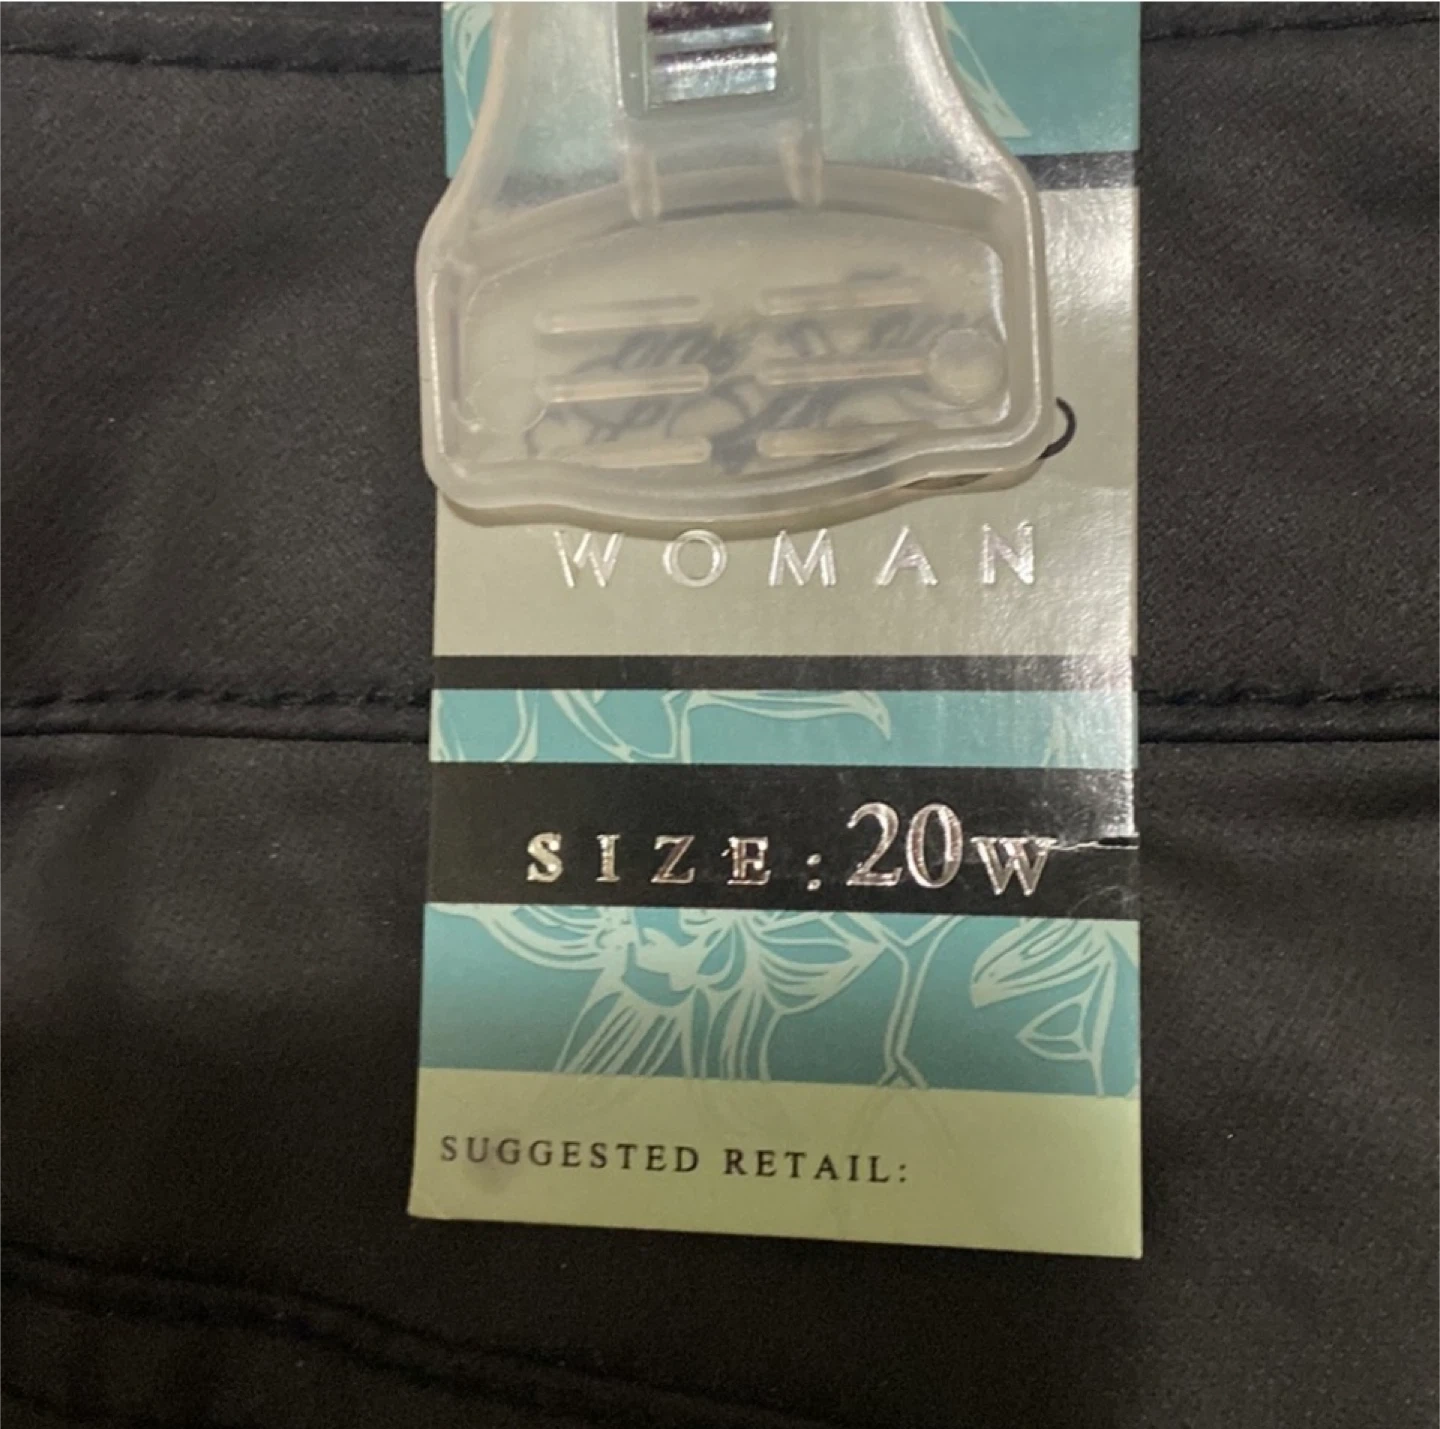 WOMAN
SIZE: 20W
SUGGESTED RETAIL: